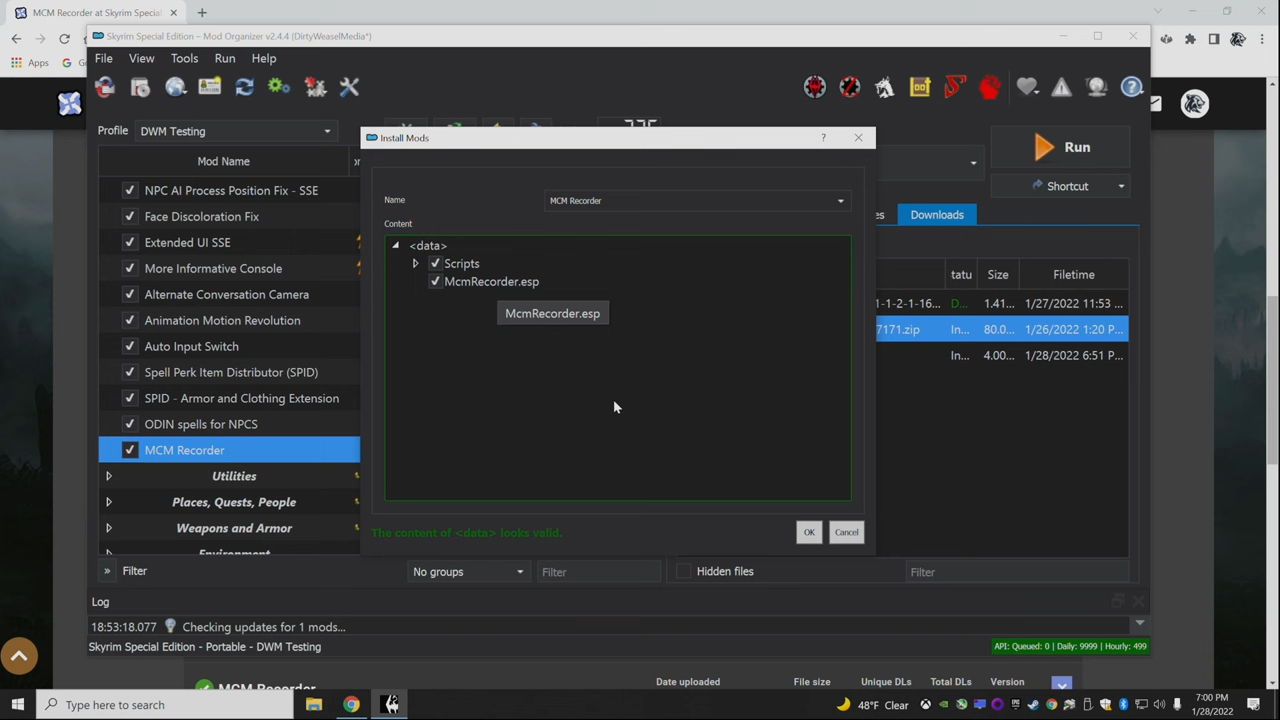 MCM Recorder at Skyrim Special
Skyrim Special Edition – Mod Organizer v2.4.4 (DirtyWeaselMedia*)
Apps
File View Tools Run Help
Profile DWM Testing
Run
Shortcut
Mod Name
Downloads
NPC AI Process Position Fix - SSE
Face Discoloration Fix
Extended UI SSE
More Informative Console
Alternate Conversation Camera
Animation Motion Revolution
Auto Input Switch
Spell Perk Item Distributor (SPID)
SPID - Armor and Clothing Extension
ODIN spells for NPCS
MCM Recorder
Utilities
Places, Quests, People
Weapons and Armor
Environment
Install Mods
?
Name MCM Recorder
Content
<data>
Scripts
McmRecorder.esp
McmRecorder.esp
The content of <data> looks valid.
OK Cancel
tatu Size Filetime
-1-2-1-16... D... 1.41... 1/27/2022 11:53
7171.zip In... 80.0... 1/26/2022 1:20 P...
In... 4.00... 1/28/2022 6:51 P...
» Filter No groups Filter Hidden files Filter
Log
18:53:18.077 Checking updates for 1 mods...
Skyrim Special Edition - Portable - DWM Testing API: Queued: 0 | Daily: 9999 | Hourly: 499
MCM Recorder
Date uploaded File size Unique DLs Total DLs Version
Type here to search
48°F Clear
7:00 PM
1/28/2022